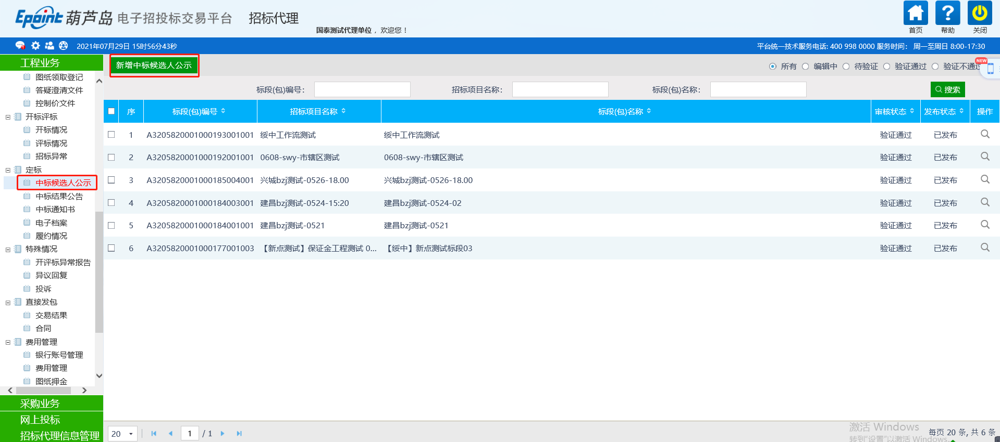 Epoint 葫芦岛 电子招投标交易平台 招标代理
国泰测试代理单位 ，欢迎您！
首页 帮助 关闭
2021年07月29日 15时56分43秒
平台统一技术服务电话: 400 998 0000 服务时间： 周一至周日 8:00-17:30
工程业务
图纸领取登记
答疑澄清文件
控制价文件
开标评标
开标情况
评标情况
招标异常
定标
中标候选人公示
中标结果公告
中标通知书
电子档案
履约情况
特殊情况
开评标异常报告
异议回复
投诉
直接发包
交易结果
合同
费用管理
银行账号管理
费用管理
图纸押金
采购业务
网上投标
招标代理信息管理
新增中标候选人公示
所有 编辑中 待验证 验证通过 验证不通过
NEW
标段(包)编号： 招标项目名称： 标段(包)名称： 搜索
序 标段(包)编号 招标项目名称 标段(包)名称 审核状态 发布状态 操作
1 A3205820001000193001001 绥中工作流测试 绥中工作流测试 验证通过 已发布
2 A3205820001000192001001 0608-swy-市辖区测试 0608-swy-市辖区测试 验证通过 已发布
3 A3205820001000185004001 兴城bzj测试-0526-18.00 兴城bzj测试-0526-18.00 验证通过 已发布
4 A3205820001000184003001 建昌bzj测试-0524-15:20 建昌bzj测试-0524-02 验证通过 已发布
5 A3205820001000184001001 建昌bzj测试-0521 建昌bzj测试-0521 验证通过 已发布
6 A3205820001000177001003 【新点测试】保证金工程测试 0... 【绥中】新点测试标段03 验证通过 已发布
20 1 / 1
激活 Windows
每页 20 条, 共 6 条
转到"设置"以激活 Windows。